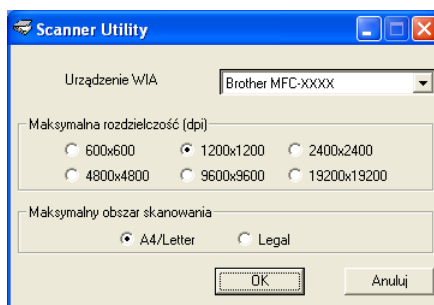 Scanner Utility
Urządzenie WIA Brother MFC-XXXX
Maksymalna rozdzielczość (dpi)
600x600 1200x1200 2400x2400
4800x4800 9600x9600 19200x19200
Maksymalny obszar skanowania
A4/Letter Legal
OK Anuluj